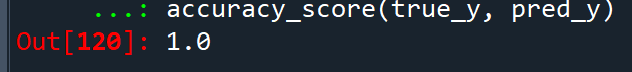 ...: accuracy_score(true_y, pred_y)
Out[120]: 1.0